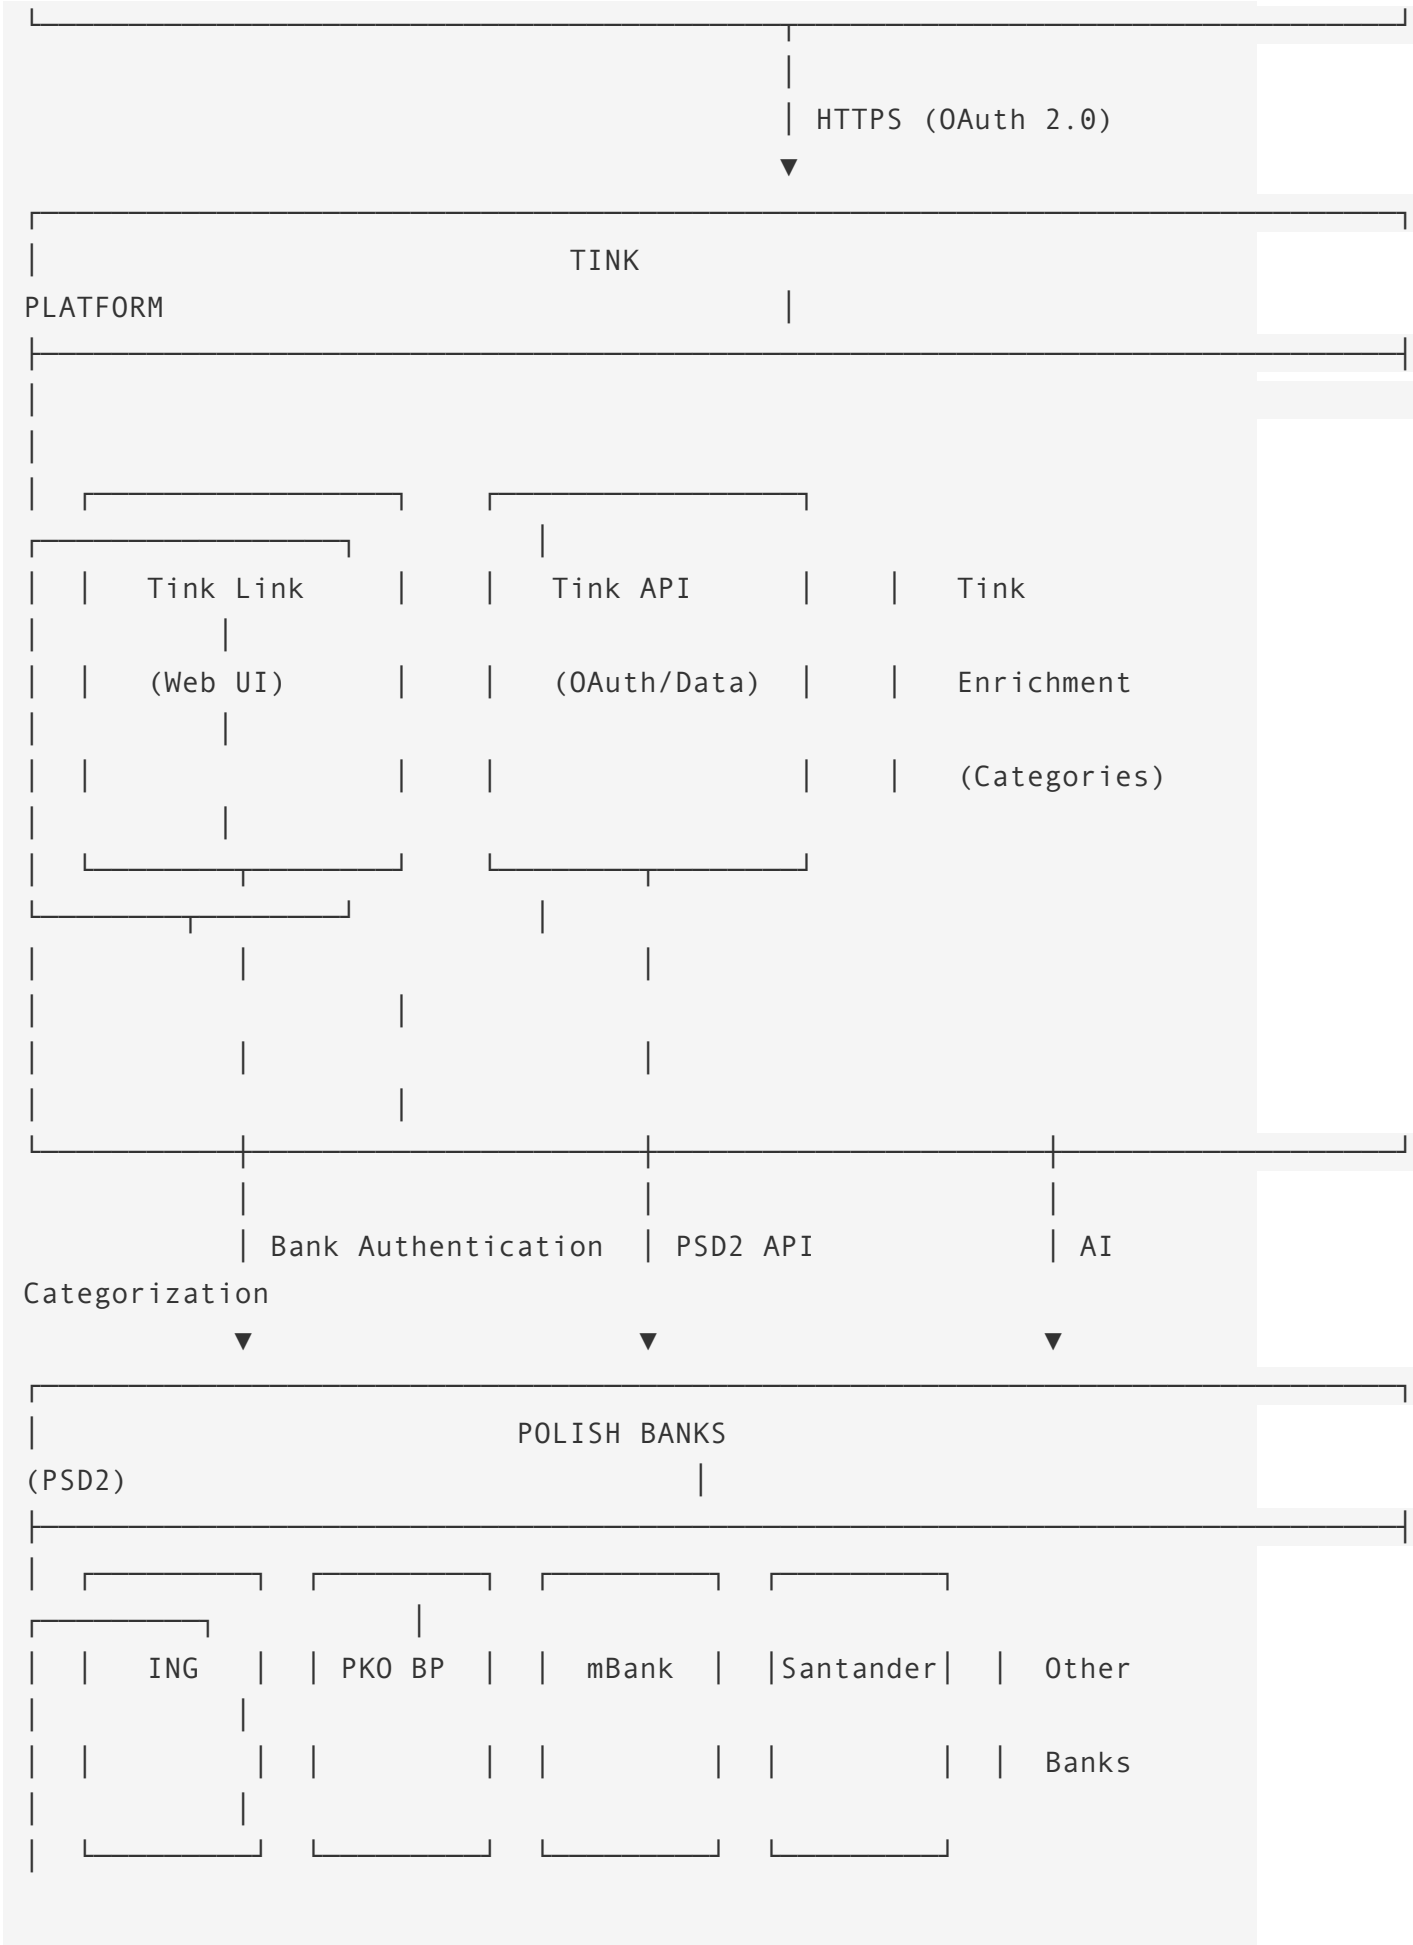 HTTPS (OAuth 2.0)
▼
TINK
PLATFORM
Tink Link Tink API Tink
(Web UI) (OAuth/Data) Enrichment
(Categories)
Bank Authentication PSD2 API AI
Categorization
▼ ▼ ▼
POLISH BANKS
(PSD2)
ING PKO BP mBank Santander Other
Banks